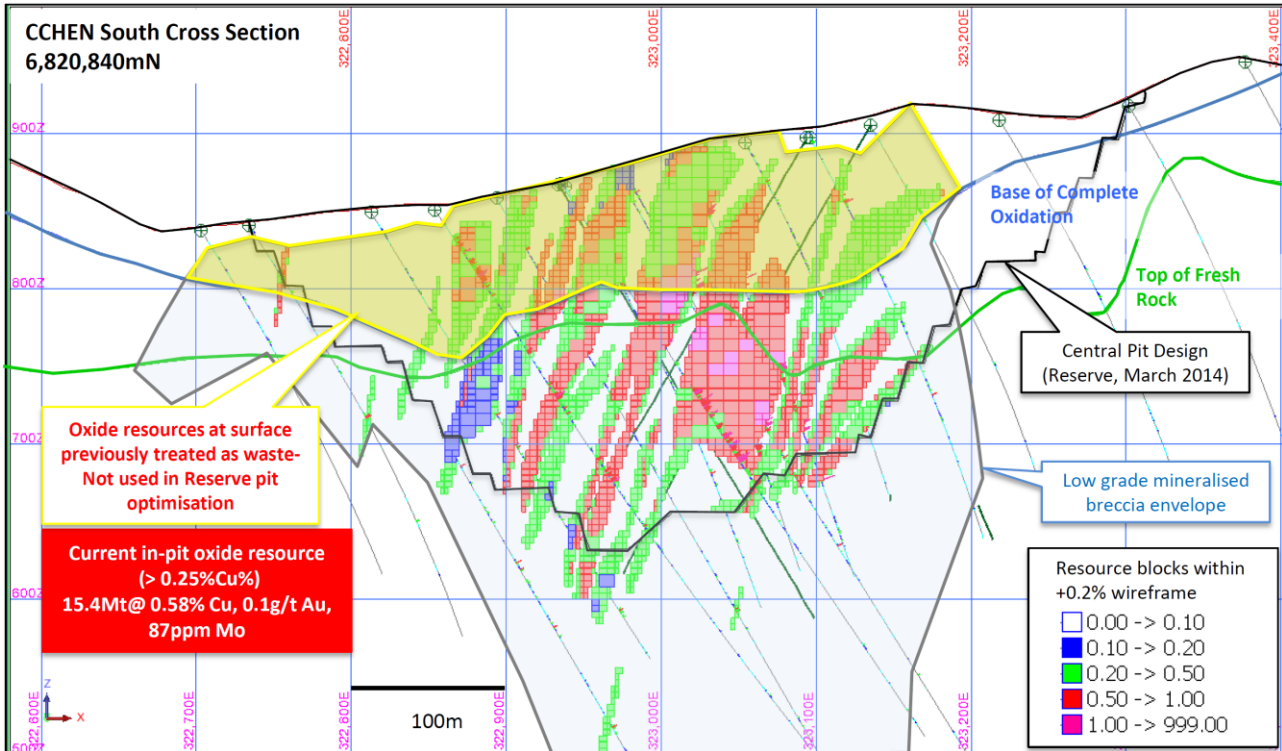 CCHEN South Cross Section
6,820,840mN
322,800E
323,000E
323,200E
323,400E
900Z
Base of Complete
Oxidation
800Z
Top of Fresh
Rock
Central Pit Design
(Reserve, March 2014)
Oxide resources at surface
previously treated as waste-
Not used in Reserve pit
optimisation
700Z
Low grade mineralised
breccia envelope
Current in-pit oxide resource
(> 0.25%Cu%)
15.4Mt@ 0.58% Cu, 0.1g/t Au,
87ppm Mo
600Z
Resource blocks within
+0.2% wireframe
0.00 -> 0.10
0.10 -> 0.20
0.20 -> 0.50
0.50 -> 1.00
1.00 -> 999.00
Z
X
100m
322,600E
322,700E
322,800E
322,900E
323,000E
323,100E
323,200E